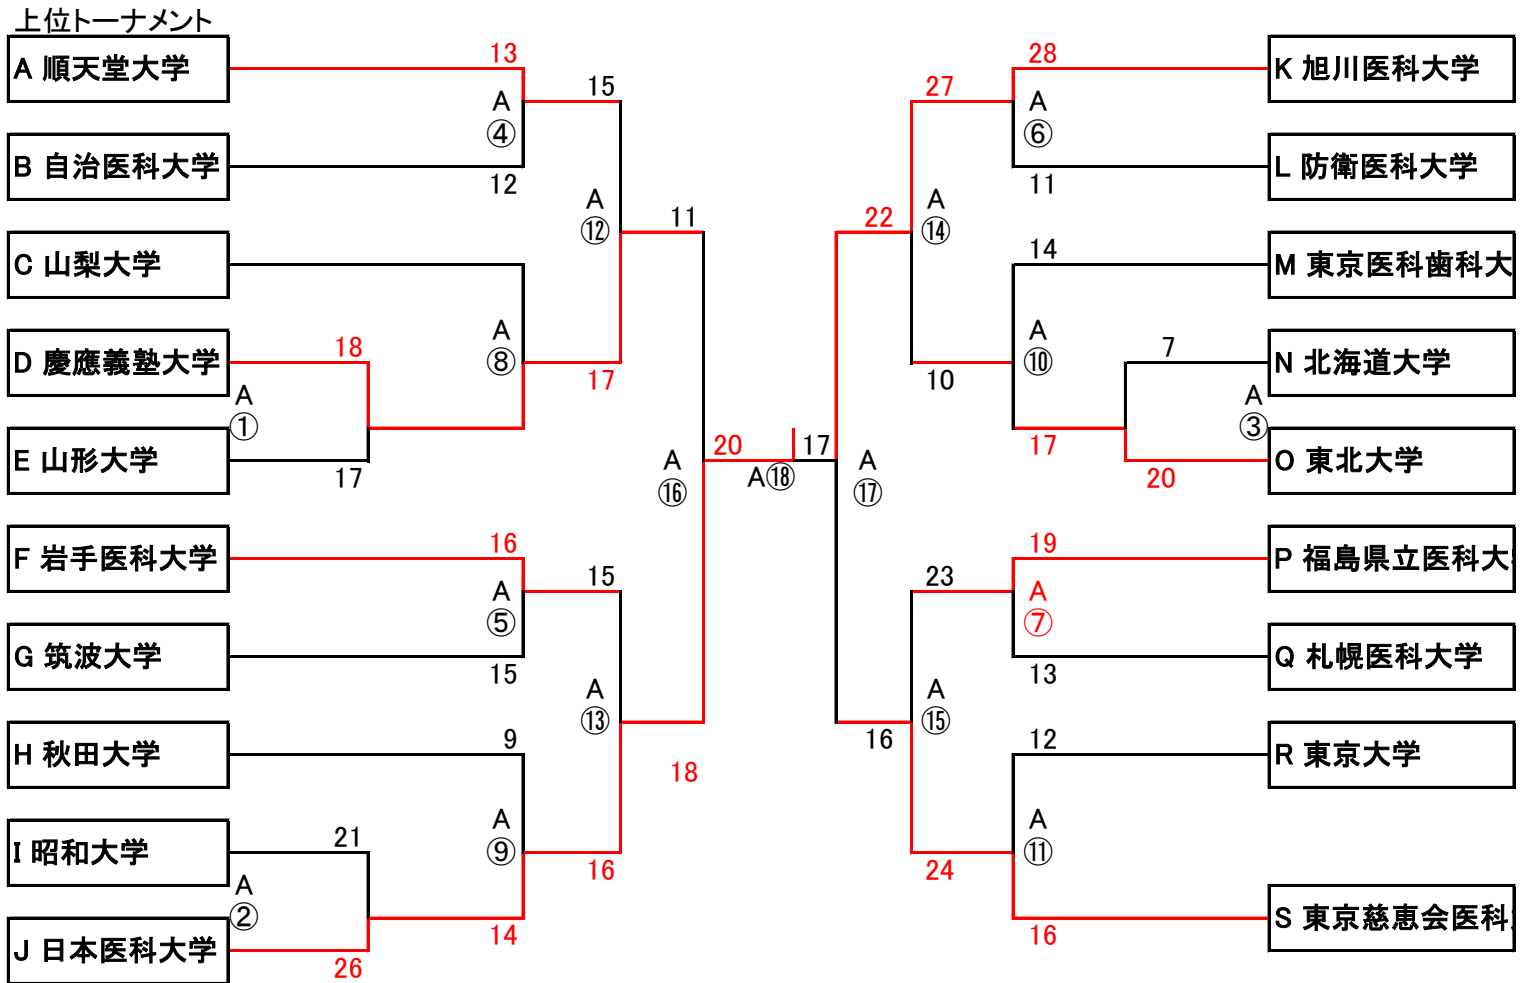 上位トーナメント
A 順天堂大学
13
28
K 旭川医科大学
15
27
A
④
A
⑥
B 自治医科大学
12
11
L 防衛医科大学
A
⑫
11
22
A
⑭
C 山梨大学
14
M 東京医科歯科大
D 慶應義塾大学
18
A
⑧
17
10
A
⑩
7
N 北海道大学
A
①
A
③
E 山形大学
17
20
17
17
20
O 東北大学
A
⑯
A⑱
A
⑰
F 岩手医科大学
16
19
P 福島県立医科大
15
23
A
⑤
A
⑦
G 筑波大学
15
13
Q 札幌医科大学
A
⑬
16
A
⑮
H 秋田大学
9
18
12
R 東京大学
I 昭和大学
21
A
⑨
16
24
A
⑪
A
②
J 日本医科大学
26
14
16
S 東京慈恵会医科